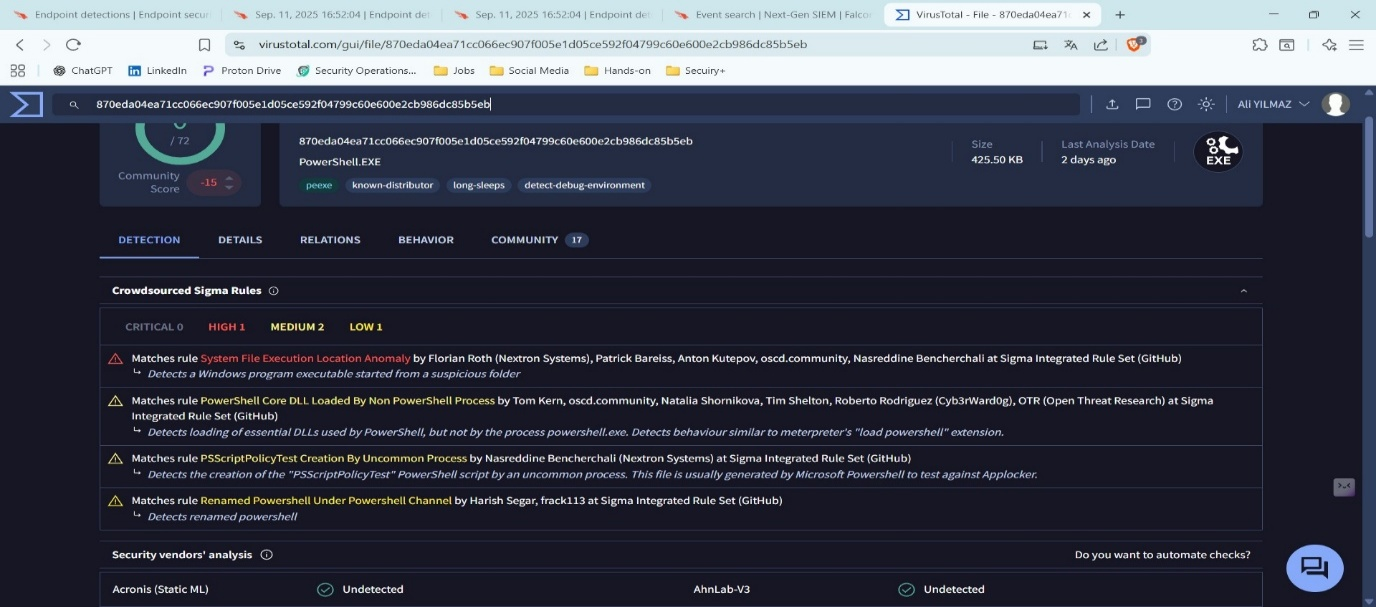 Endpoint detections | Endpoint secur
Sep. 11, 2025 16:52:04 | Endpoint det
Sep. 11, 2025 16:52:04 | Endpoint det
Event search | Next-Gen SIEM | Falco
VirusTotal - File - 870eda04ea71
virustotal.com/gui/file/870eda04ea71cc066ec907f005e1d05ce592f04799c60e600e2cb986dc85b5eb
ChatGPT
LinkedIn
Proton Drive
Security Operations...
Jobs
Social Media
Hands-on
Secuiry+
870eda04ea71cc066ec907f005e1d05ce592f04799c60e600e2cb986dc85b5eb
Ali YILMAZ
/ 72
Community
Score
-15
870eda04ea71cc066ec907f005e1d05ce592f04799c60e600e2cb986dc85b5eb
PowerShell.EXE
peexe known-distributor long-sleeps detect-debug-environment
Size
425.50 KB
Last Analysis Date
2 days ago
EXE
DETECTION DETAILS RELATIONS BEHAVIOR COMMUNITY 17
Crowdsourced Sigma Rules
CRITICAL 0 HIGH 1 MEDIUM 2 LOW 1
Matches rule System File Execution Location Anomaly by Florian Roth (Nextron Systems), Patrick Bareiss, Anton Kutepov, oscd.community, Nasreddine Bencherchali at Sigma Integrated Rule Set (GitHub)
Detects a Windows program executable started from a suspicious folder
Matches rule PowerShell Core DLL Loaded By Non PowerShell Process by Tom Kern, oscd.community, Natalia Shornikova, Tim Shelton, Roberto Rodriguez (Cyb3rWard0g), OTR (Open Threat Research) at Sigma
Integrated Rule Set (GitHub)
Detects loading of essential DLLs used by PowerShell, but not by the process powershell.exe. Detects behaviour similar to meterpreter's "load powershell" extension.
Matches rule PSScriptPolicyTest Creation By Uncommon Process by Nasreddine Bencherchali (Nextron Systems) at Sigma Integrated Rule Set (GitHub)
Detects the creation of the "PSScriptPolicyTest" PowerShell script by an uncommon process. This file is usually generated by Microsoft Powershell to test against Applocker.
Matches rule Renamed Powershell Under Powershell Channel by Harish Segar, frack113 at Sigma Integrated Rule Set (GitHub)
Detects renamed powershell
Security vendors' analysis
Do you want to automate checks?
Acronis (Static ML) Undetected AhnLab-V3 Undetected